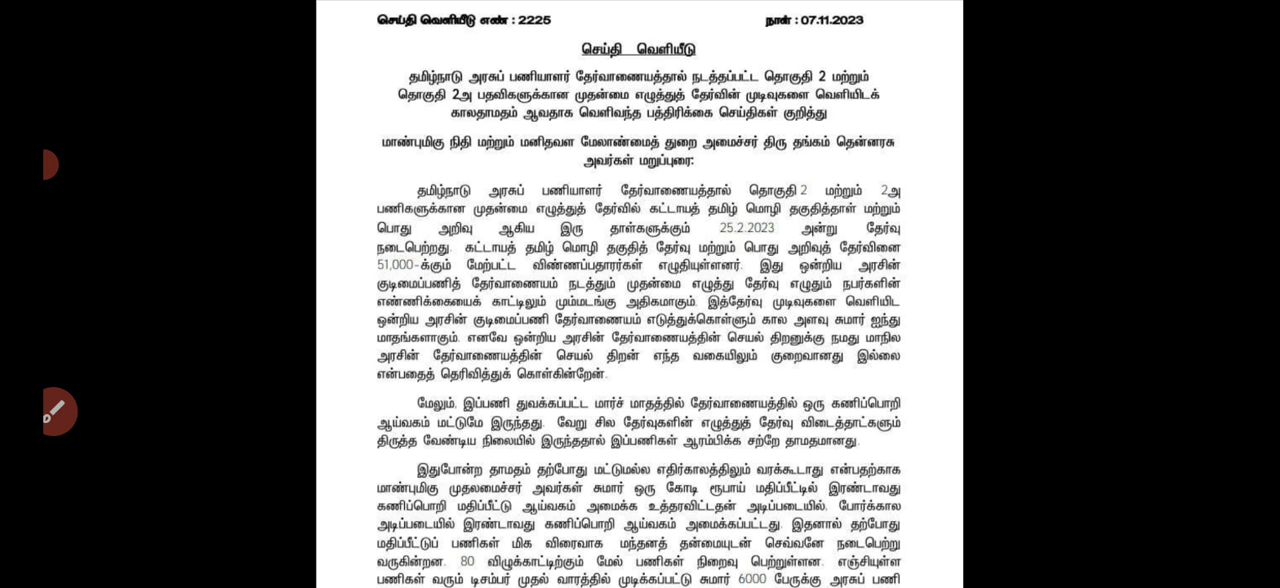 செய்தி வெளியீடு எண் : 2225 நாள் : 07.11.2023
செய்தி வெளியீடு
தமிழ்நாடு அரசுப் பணியாளர் தேர்வாணையத்தால் நடத்தப்பட்ட தொகுதி 2 மற்றும்
தொகுதி 2அ பதவிகளுக்கான முதன்மை எழுத்துத் தேர்வின் முடிவுகளை வெளியிடக்
காலதாமதம் ஆவதாக வெளிவந்த பத்திரிக்கை செய்திகள் குறித்து
மாண்புமிகு நிதி மற்றும் மனிதவள மேலாண்மைத் துறை அமைச்சர் திரு தங்கம் தென்னரசு
அவர்கள் மறுப்புரை:
தமிழ்நாடு அரசுப் பணியாளர் தேர்வாணையத்தால் தொகுதி 2 மற்றும் 2அ
பணிகளுக்கான முதன்மை எழுத்துத் தேர்வில் கட்டாயத் தமிழ் மொழி தகுதித்தாள் மற்றும்
பொது அறிவு ஆகிய இரு தாள்களுக்கும் 25.2.2023 அன்று தேர்வு
நடைபெற்றது. கட்டாயத் தமிழ் மொழி தகுதித் தேர்வு மற்றும் பொது அறிவுத் தேர்வினை
51,000-க்கும் மேற்பட்ட விண்ணப்பதாரர்கள் எழுதியுள்ளனர். இது ஒன்றிய அரசின்
குடிமைப்பணித் தேர்வாணையம் நடத்தும் முதன்மை எழுத்து தேர்வு எழுதும் நபர்களின்
எண்ணிக்கையைக் காட்டிலும் மும்மடங்கு அதிகமாகும். இத்தேர்வு முடிவுகளை வெளியிட
ஒன்றிய அரசின் குடிமைப்பணி தேர்வாணையம் எடுத்துக்கொள்ளும் கால அளவு சுமார் ஐந்து
மாதங்களாகும். எனவே ஒன்றிய அரசின் தேர்வாணையத்தின் செயல் திறனுக்கு நமது மாநில
அரசின் தேர்வாணையத்தின் செயல் திறன் எந்த வகையிலும் குறைவானது இல்லை
என்பதைத் தெரிவித்துக் கொள்கின்றேன்.
மேலும், இப்பணி துவக்கப்பட்ட மார்ச் மாதத்தில் தேர்வாணையத்தில் ஒரு கணிப்பொறி
ஆய்வகம் மட்டுமே இருந்தது. வேறு சில தேர்வுகளின் எழுத்துத் தேர்வு விடைத்தாட்களும்
திருத்த வேண்டிய நிலையில் இருந்ததால் இப்பணிகள் ஆரம்பிக்க சற்றே தாமதமானது.
இதுபோன்ற தாமதம் தற்போது மட்டுமல்ல எதிர்காலத்திலும் வரக்கூடாது என்பதற்காக
மாண்புமிகு முதலமைச்சர் அவர்கள் சுமார் ஒரு கோடி ரூபாய் மதிப்பீட்டில் இரண்டாவது
கணிப்பொறி மதிப்பீட்டு ஆய்வகம் அமைக்க உத்தரவிட்டதன் அடிப்படையில், போர்க்கால
அடிப்படையில் இரண்டாவது கணிப்பொறி ஆய்வகம் அமைக்கப்பட்டது. இதனால் தற்போது
மதிப்பீட்டுப் பணிகள் மிக விரைவாக மந்தனத் தன்மையுடன் செவ்வனே நடைபெற்று
வருகின்றன. 80 விழுக்காட்டிற்கும் மேல் பணிகள் நிறைவு பெற்றுள்ளன. எஞ்சியுள்ள
பணிகள் வரும் டிசம்பர் முதல் வாரத்தில் முடிக்கப்பட்டு சுமார் 6000 பேருக்கு அரசுப் பணி